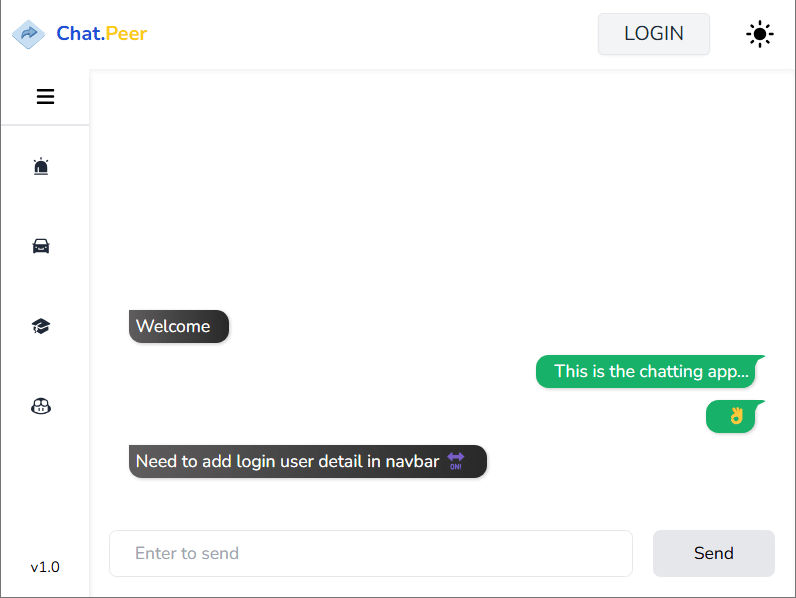 Chat.Peer
LOGIN
Welcome
This is the chatting app...
👌
Need to add login user detail in navbar 🔛
Enter to send
Send
v1.0